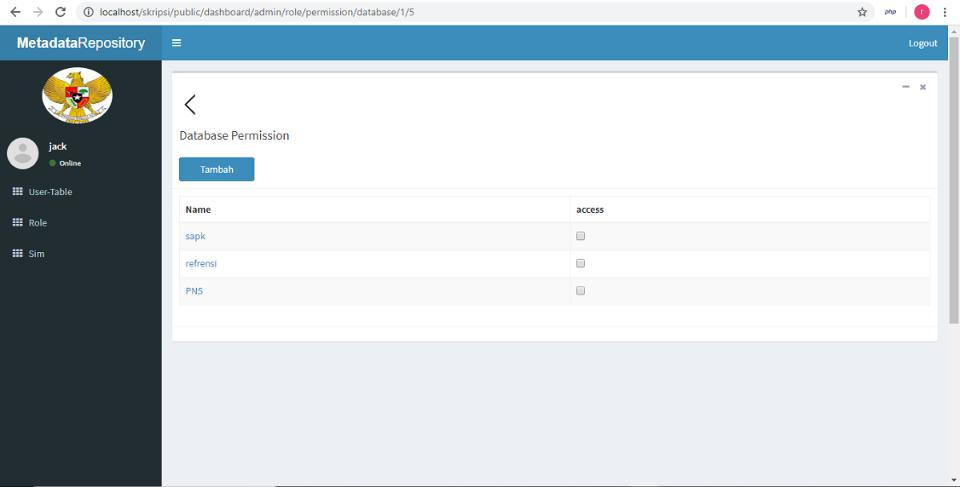 localhost/skripsi/public/dashboard/admin/role/permission/database/1/5
php
r
MetadataRepository
Logout
jack
Online
Database Permission
Tambah
User-Table
Role
Sim
Name access
sapk
refrensi
PNS